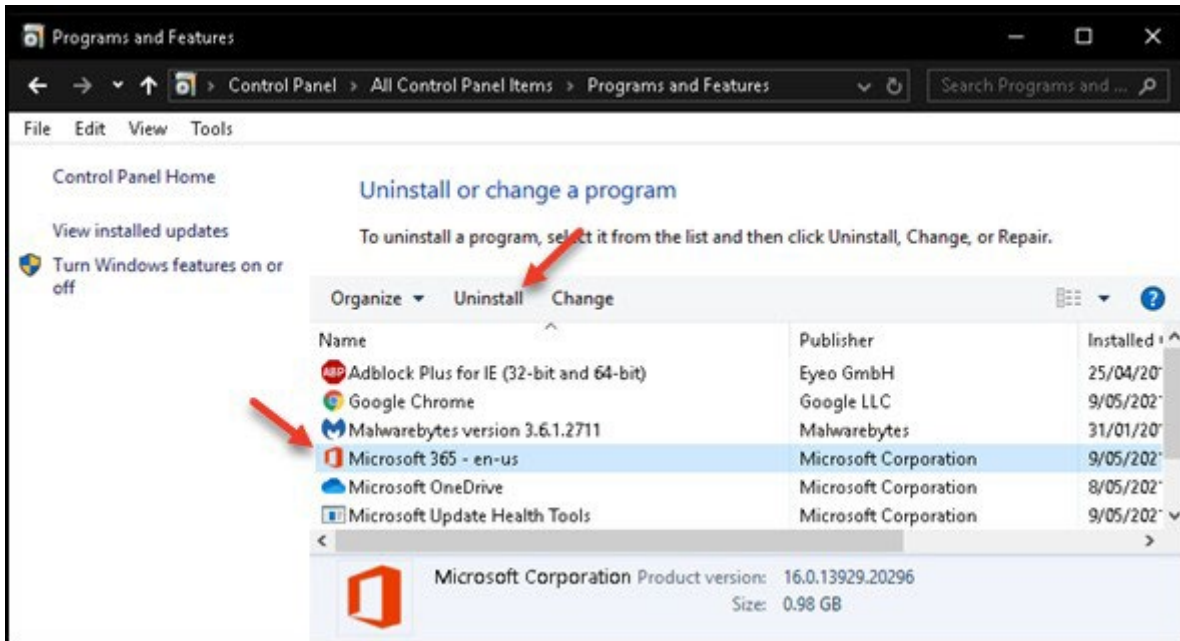 Programs and Features
Control Panel > All Control Panel Items > Programs and Features Search Programs and ...
File Edit View Tools
Control Panel Home
View installed updates
Turn Windows features on or
off
Uninstall or change a program
To uninstall a program, select it from the list and then click Uninstall, Change, or Repair.
Organize Uninstall Change
Name Publisher Installed
ABP Adblock Plus for IE (32-bit and 64-bit) Eyeo GmbH 25/04/20
Google Chrome Google LLC 9/05/202
Malwarebytes version 3.6.1.2711 Malwarebytes 31/01/20
Microsoft 365 - en-us Microsoft Corporation 9/05/202
Microsoft OneDrive Microsoft Corporation 8/05/202
Microsoft Update Health Tools Microsoft Corporation 9/05/202
Microsoft Corporation Product version: 16.0.13929.20296
Size: 0.98 GB